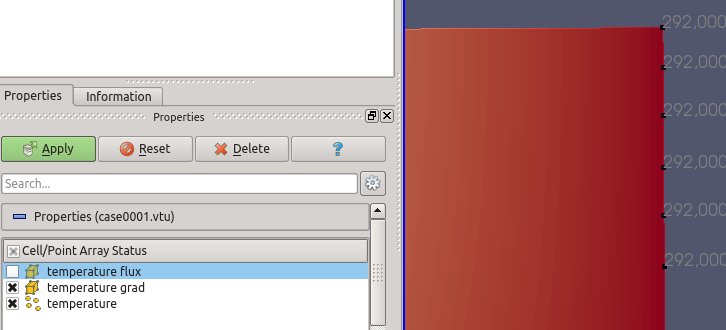 Properties
Information
Properties
Apply
Reset
Delete
?
Search...
Properties (case0001.vtu)
Cell/Point Array Status
temperature flux
temperature grad
temperature
292,000
292,000
292,000
292,000
292,000
292,000